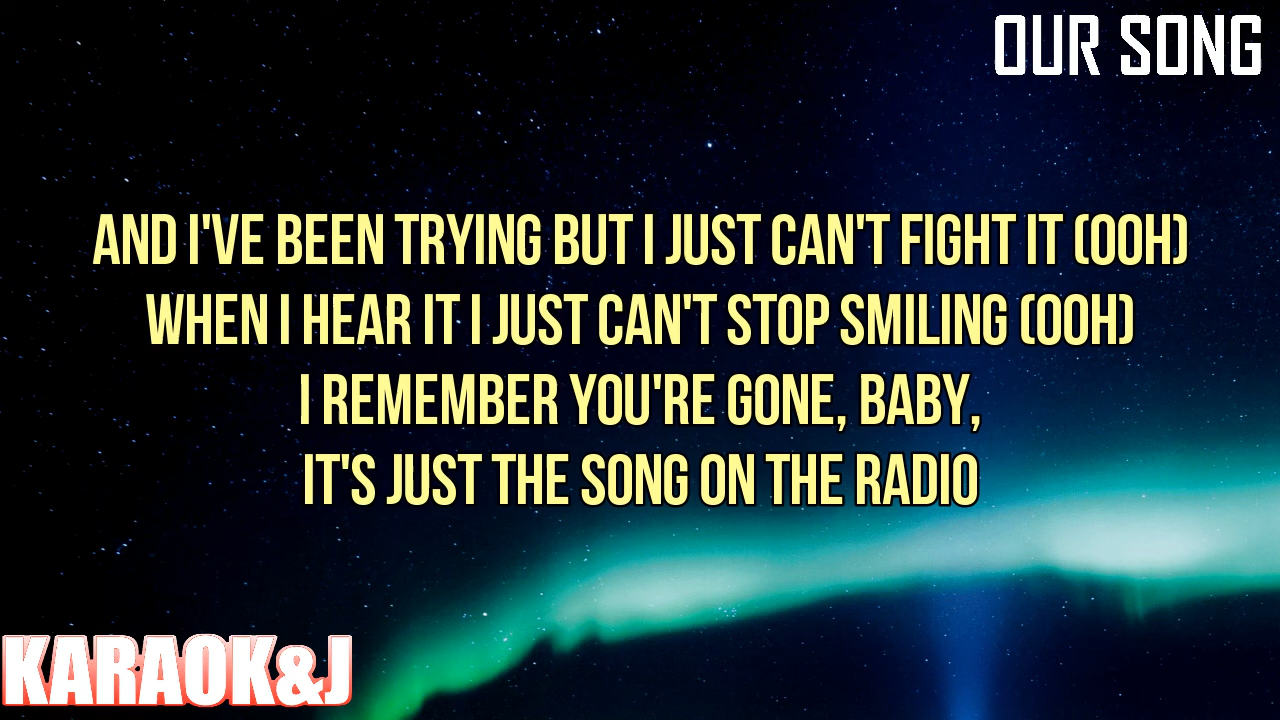 OUR SONG
AND I'VE BEEN TRYING BUT I JUST CAN'T FIGHT IT (OOH)
WHEN I HEAR IT I JUST CAN'T STOP SMILING (OOH)
I REMEMBER YOU'RE GONE, BABY,
IT'S JUST THE SONG ON THE RADIO
KARAOK&J